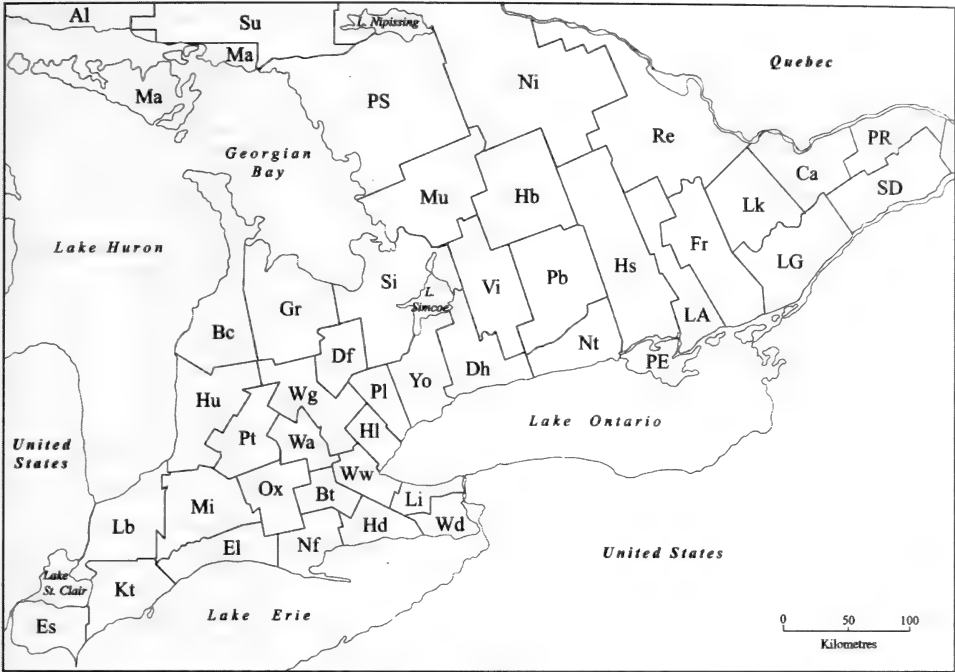 Al
Su
L. Nipissing
Ma
Ma
PS
Ni
Quebec
Georgian
Bay
Re
PR
Ca
SD
Mu
Hb
Lk
Lake Huron
Fr
LG
Si
L.
Simcoe
Vi
Pb
Hs
Gr
Bc
LA
Df
Nt
PE
Yo
Dh
Hu
Wg
Pl
Lake Ontario
Hl
Pt
Wa
United
States
Ww
Ox
Bt
Li
Mi
Hd
Wd
Lb
El
Nf
United States
Lake
St. Clair
Kt
Lake Erie
Es
0 50 100
Kilometres